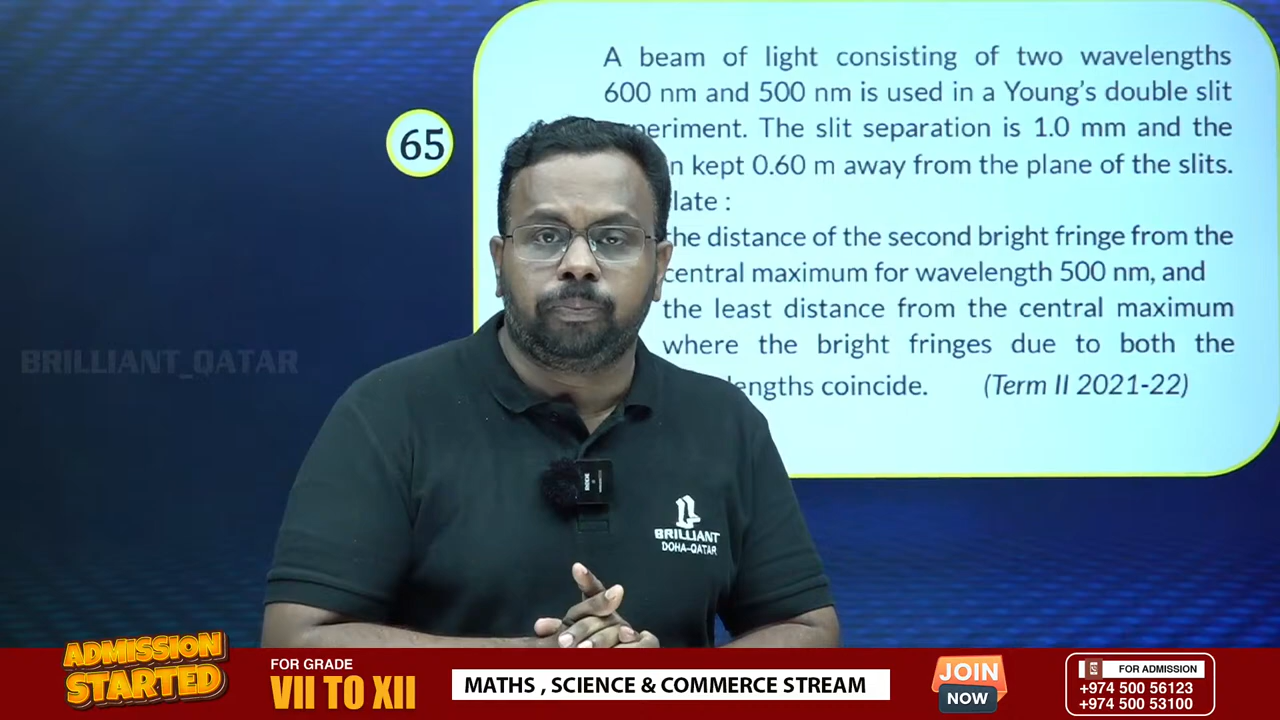 A beam of light consisting of two wavelengths
600 nm and 500 nm is used in a Young's double slit
65
The slit separation is 1.0 mm and the
kept 0.60 m away from the plane of the slits.
:
the distance of the second bright fringe from the
central maximum for wavelength 500 nm, and
the least distance from the central maximum
where the bright fringes due to both the
coincide. (Term II 2021-22)
BRILLIANT_QATAR
BRILLIANT
DOHA-QATAR
ADMISSION
STARTED
FOR GRADE
VII TO XII
MATHS , SCIENCE & COMMERCE STREAM
JOIN
NOW
FOR ADMISSION
+974 500 56123
+974 500 53100